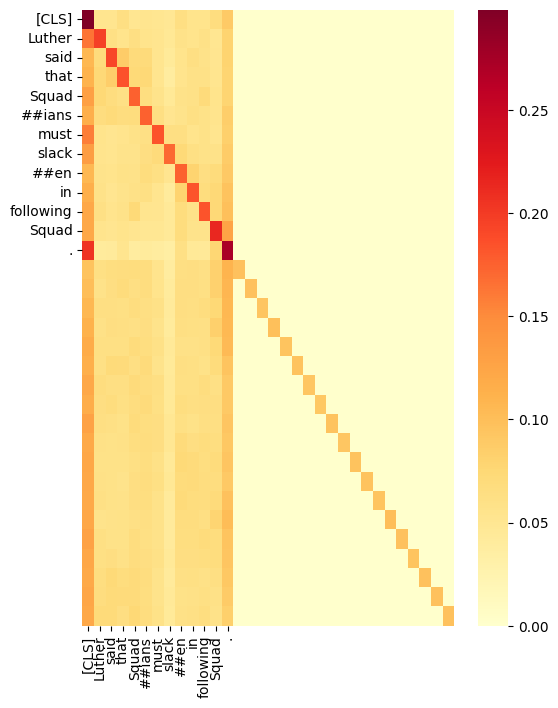 [CLS]
Luther
said
that
Squad
##ians
must
slack
##en
in
following
Squad
.
0.25
0.20
0.15
0.10
0.05
0.00
[CLS]
Luther
said
that
Squad
##ians
must
slack
##en
in
following
Squad
.